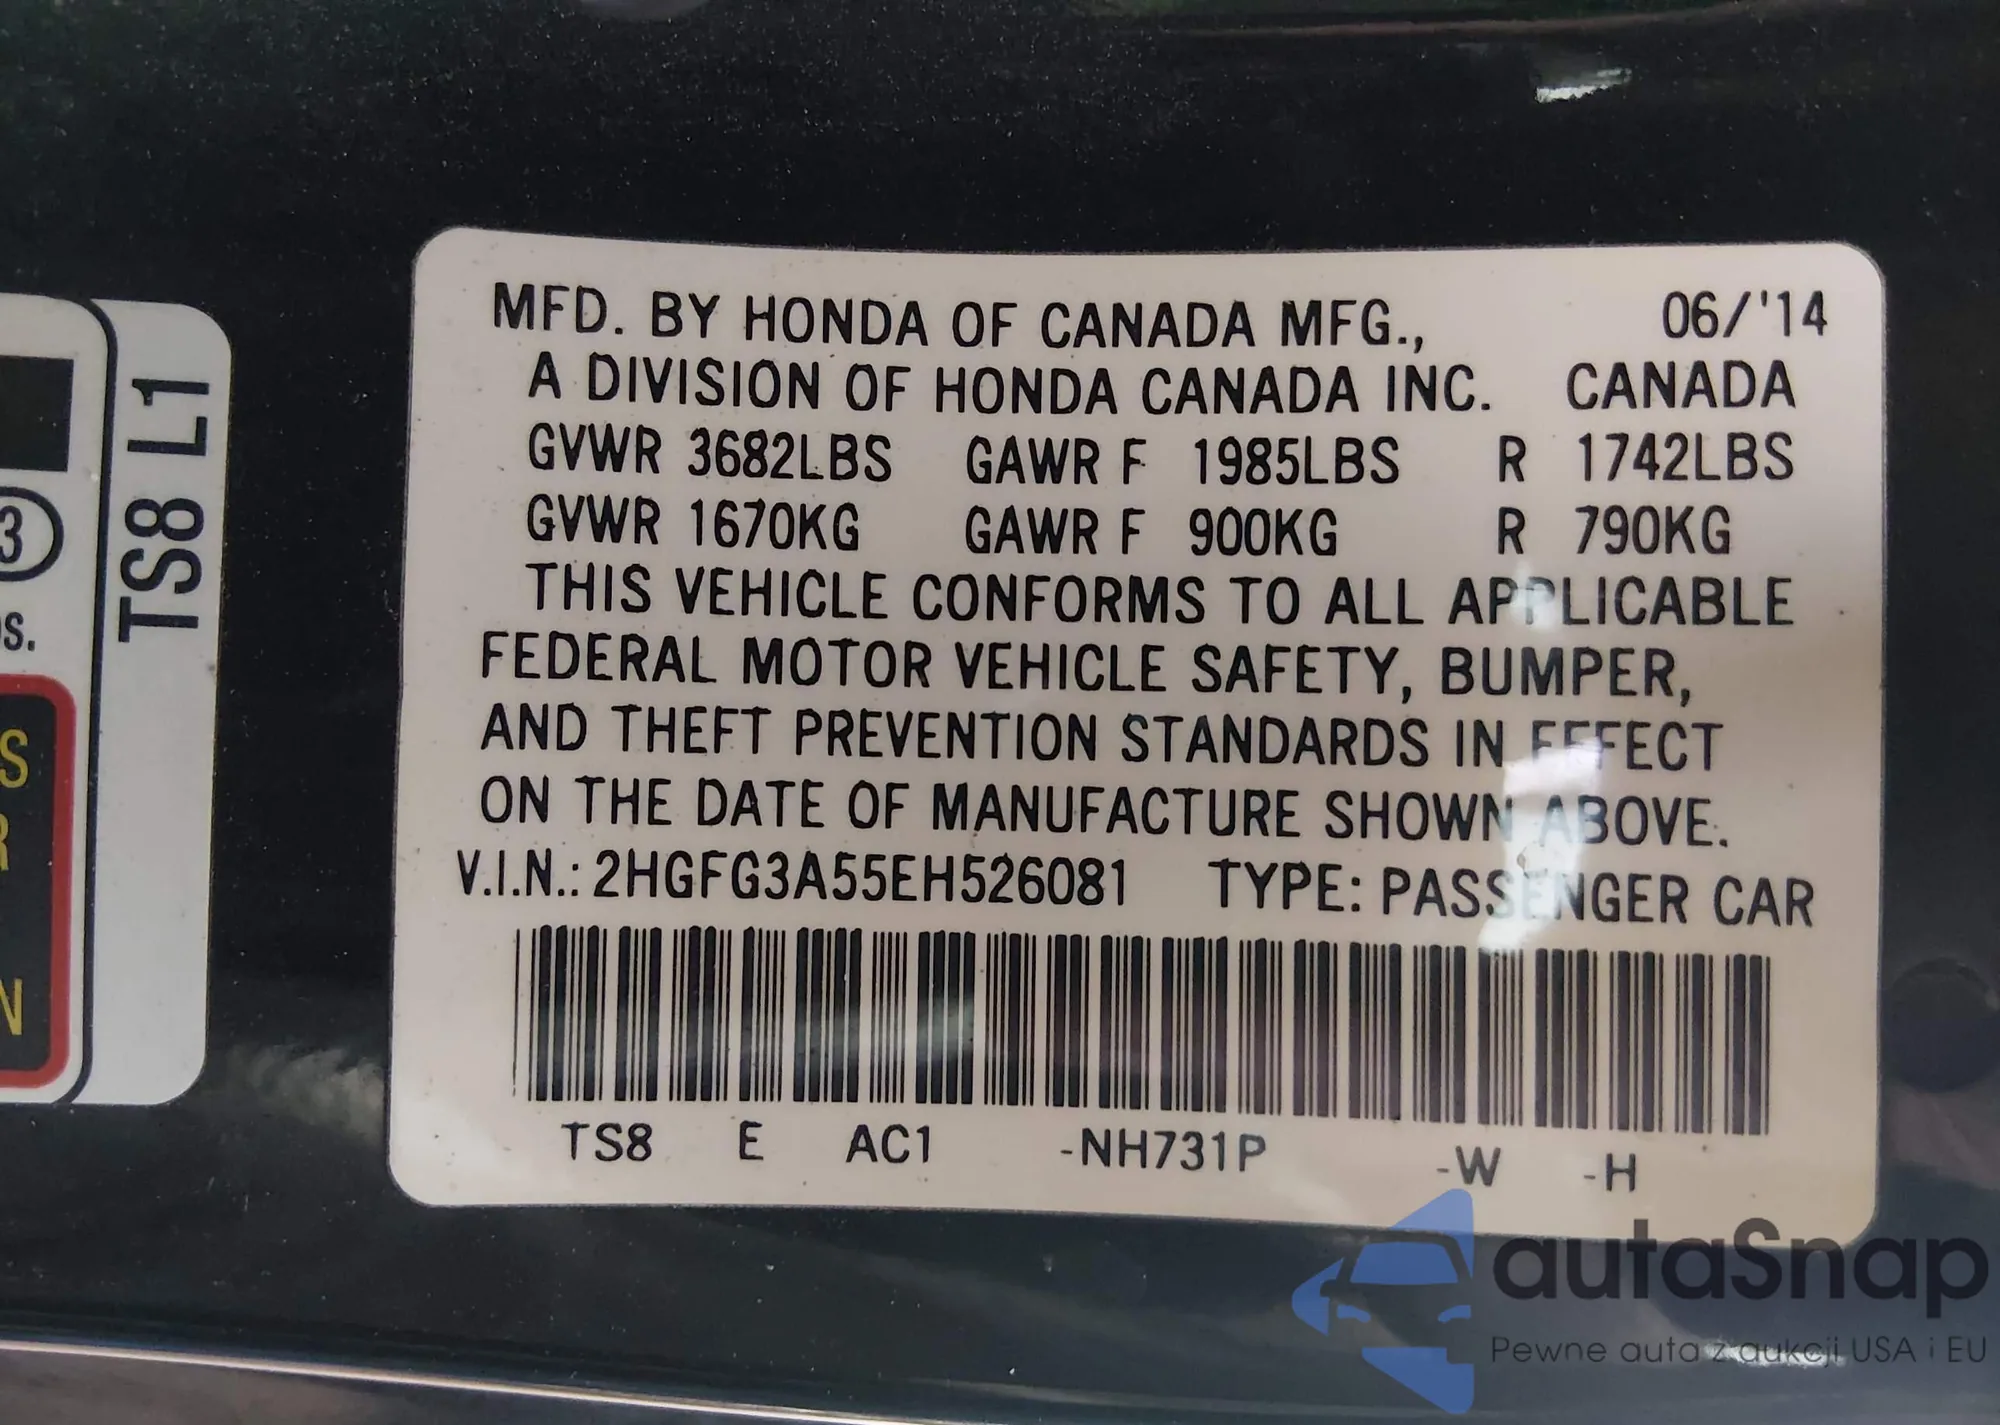 MFD. BY HONDA OF CANADA MFG., 06/'14
A DIVISION OF HONDA CANADA INC. CANADA
GVWR 3682LBS GAWR F 1985LBS R 1742LBS
GVWR 1670KG GAWR F 900KG R 790KG
THIS VEHICLE CONFORMS TO ALL APPLICABLE
FEDERAL MOTOR VEHICLE SAFETY, BUMPER,
AND THEFT PREVENTION STANDARDS IN EFFECT
ON THE DATE OF MANUFACTURE SHOWN ABOVE.
V.I.N.: 2HGFG3A55EH526081 TYPE: PASSENGER CAR
TS8 E AC1 -NH731P -W -H
TS8 L1
3
S
R
N
autaSnap
Pewne auta z aukcji USA i EU